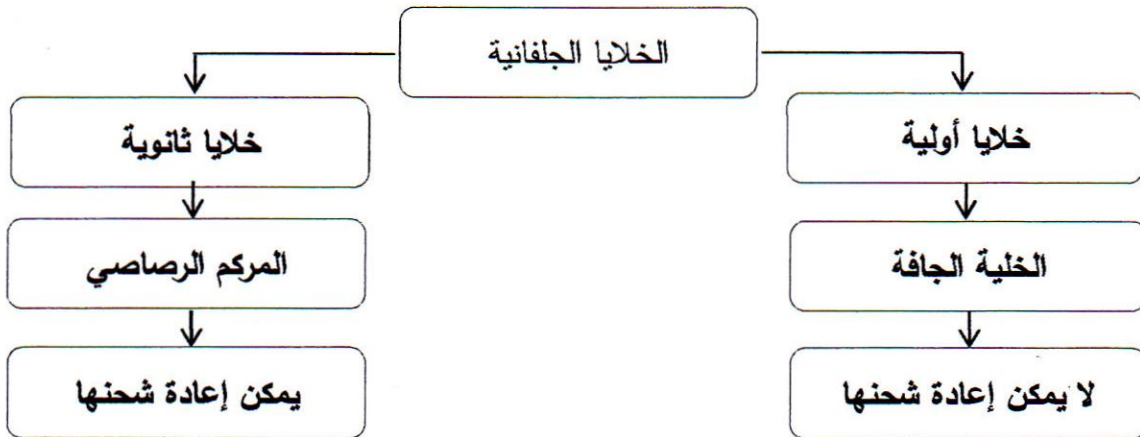 الخلايا الجلفانية
خلايا أولية
خلايا ثانوية
الخلية الجافة
المركم الرصاصي
لا يمكن إعادة شحنها
يمكن إعادة شحنها